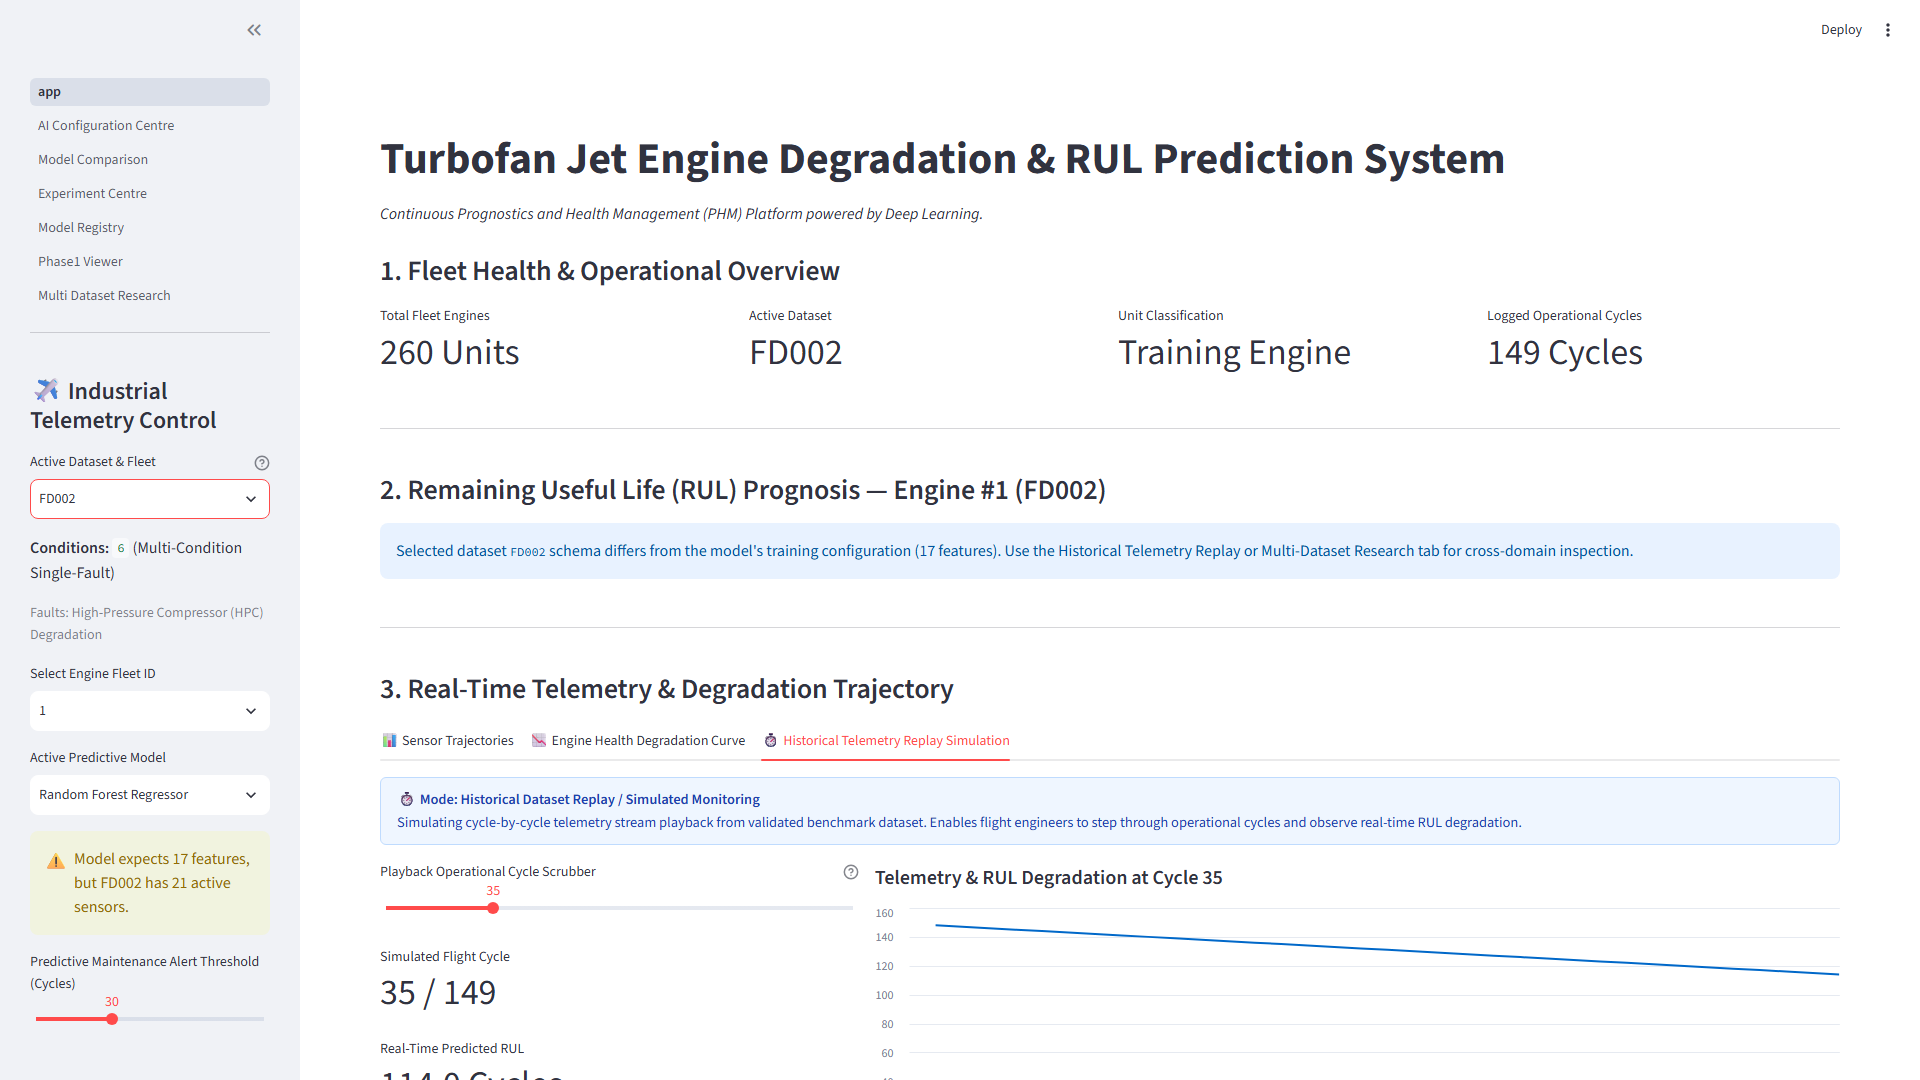 Deploy
app
AI Configuration Centre
Model Comparison
Experiment Centre
Model Registry
Phase1 Viewer
Multi Dataset Research
Industrial
Telemetry Control
Active Dataset & Fleet
FD002
Conditions: 6 (Multi-Condition
Single-Fault)
Faults: High-Pressure Compressor (HPC)
Degradation
Select Engine Fleet ID
1
Active Predictive Model
Random Forest Regressor
Model expects 17 features,
but FD002 has 21 active
sensors.
Predictive Maintenance Alert Threshold
(Cycles)
30
Turbofan Jet Engine Degradation & RUL Prediction System
Continuous Prognostics and Health Management (PHM) Platform powered by Deep Learning.
1. Fleet Health & Operational Overview
Total Fleet Engines
260 Units
Active Dataset
FD002
Unit Classification
Training Engine
Logged Operational Cycles
149 Cycles
2. Remaining Useful Life (RUL) Prognosis — Engine #1 (FD002)
Selected dataset FD002 schema differs from the model's training configuration (17 features). Use the Historical Telemetry Replay or Multi-Dataset Research tab for cross-domain inspection.
3. Real-Time Telemetry & Degradation Trajectory
Sensor Trajectories
Engine Health Degradation Curve
Historical Telemetry Replay Simulation
Mode: Historical Dataset Replay / Simulated Monitoring
Simulating cycle-by-cycle telemetry stream playback from validated benchmark dataset. Enables flight engineers to step through operational cycles and observe real-time RUL degradation.
Playback Operational Cycle Scrubber
35
Simulated Flight Cycle
35 / 149
Real-Time Predicted RUL
114.0 Cycles
Telemetry & RUL Degradation at Cycle 35
160
140
120
100
80
60